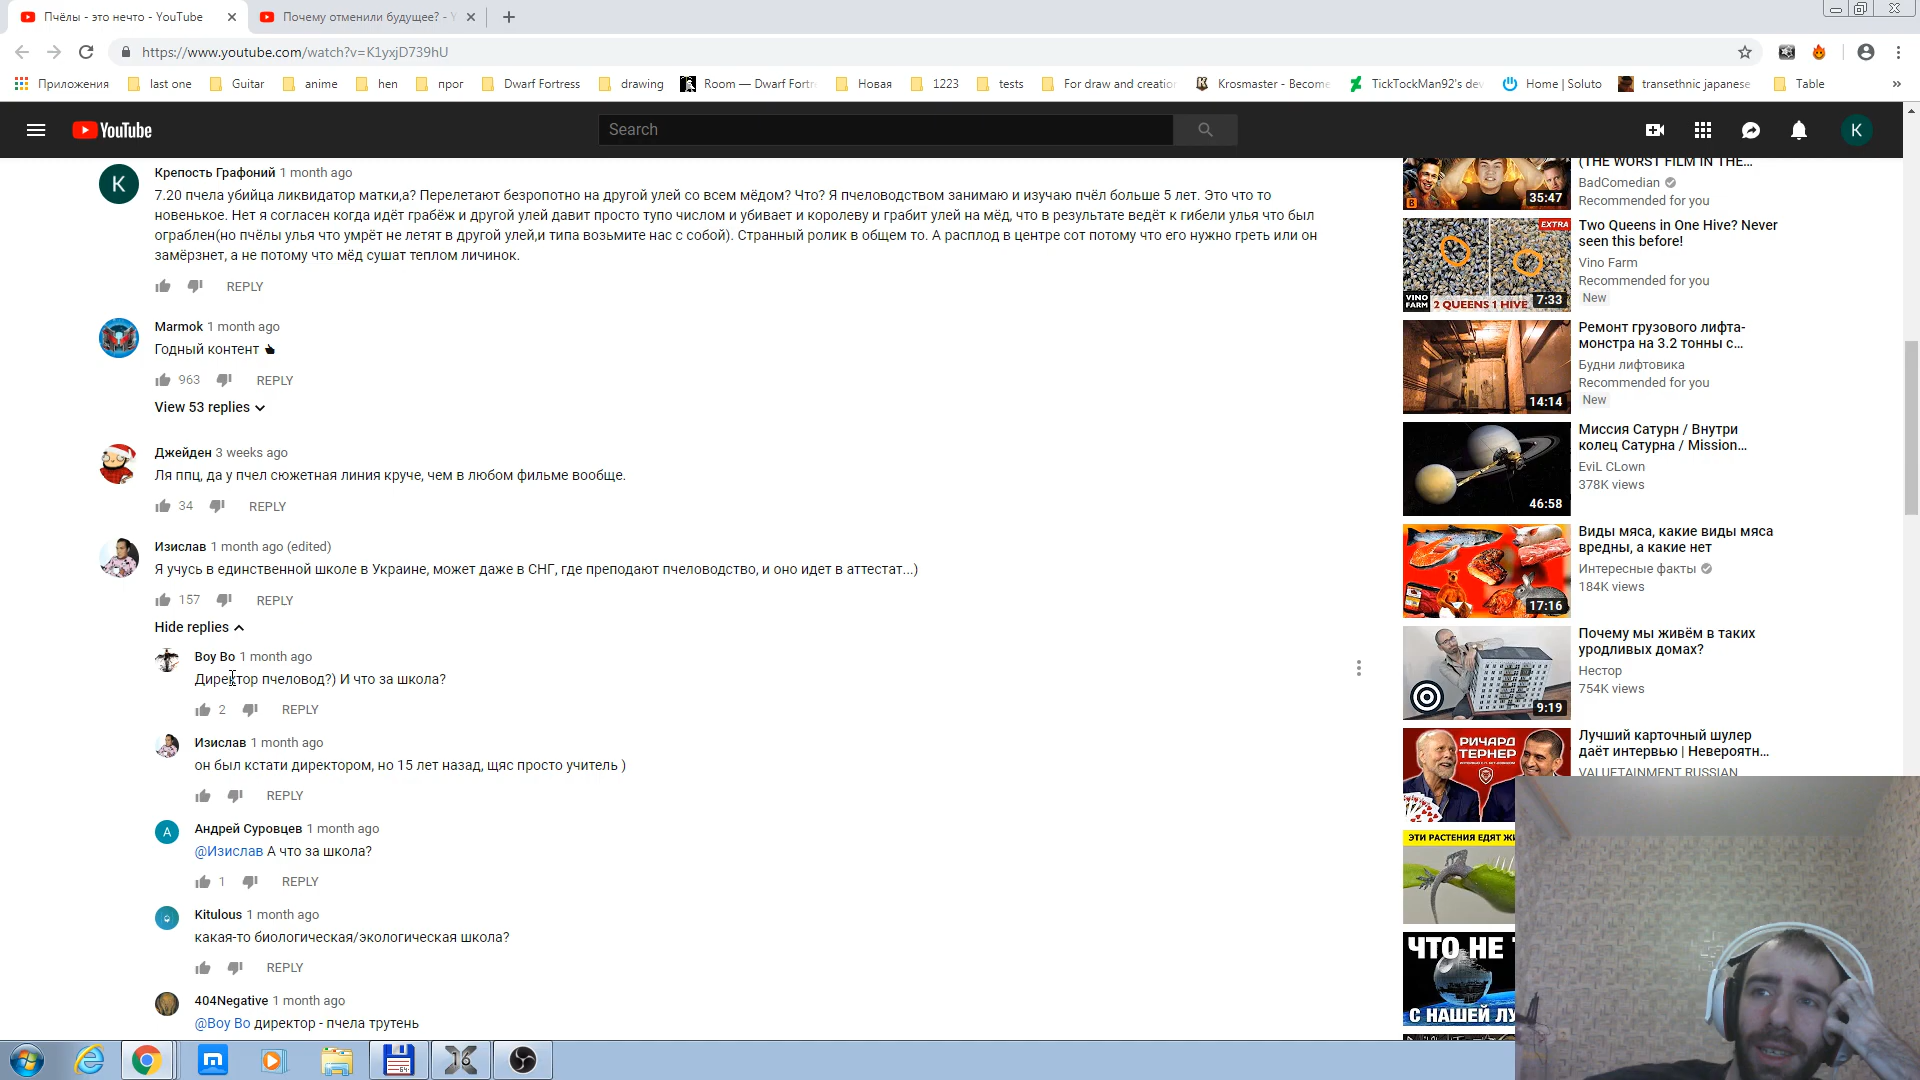 Пчёлы - это нечто - YouTube
Почему отменили будущее? - Y
https://www.youtube.com/watch?v=K1yxjD739hU
Приложения
last one
Guitar
anime
hen
прог
Dwarf Fortress
drawing
Room — Dwarf Fortr
Новая
1223
tests
For draw and creation
Krosmaster - Become
TickTockMan92's dev
Home | Soluto
transethnic japanese
Table
YouTube
Search
K
K
Крепость Графоний 1 month ago
7.20 пчела убийца ликвидатор матки,а? Перелетают безропотно на другой улей со всем мёдом? Что? Я пчеловодством занимаю и изучаю пчёл больше 5 лет. Это что то
новенькое. Нет я согласен когда идёт грабёж и другой улей давит просто тупо числом и убивает и королеву и грабит улей на мёд, что в результате ведёт к гибели улья что был
ограблен(но пчёлы улья что умрёт не летят в другой улей,и типа возьмите нас с собой). Странный ролик в общем то. А расплод в центре сот потому что его нужно греть или он
замёрзнет, а не потому что мёд сушат теплом личинок.
REPLY
Marmok 1 month ago
Годный контент
963 REPLY
View 53 replies
Джейден 3 weeks ago
Ля ппц, да у пчел сюжетная линия круче, чем в любом фильме вообще.
34 REPLY
Изислав 1 month ago (edited)
Я учусь в единственной школе в Украине, может даже в СНГ, где преподают пчеловодство, и оно идет в аттестат...)
157 REPLY
Hide replies
Boy Bo 1 month ago
Директор пчеловод?) И что за школа?
2 REPLY
Изислав 1 month ago
он был кстати директором, но 15 лет назад, щяс просто учитель )
REPLY
А
Андрей Суровцев 1 month ago
@Изислав А что за школа?
1 REPLY
Kitulous 1 month ago
какая-то биологическая/экологическая школа?
REPLY
404Negative 1 month ago
@Boy Bo директор - пчела трутень
B
35:47
(THE WORST FILM IN THE...
BadComedian
Recommended for you
EXTRA
VINO
FARM
2 QUEENS 1 HIVE
7:33
Two Queens in One Hive? Never
seen this before!
Vino Farm
Recommended for you
New
14:14
Ремонт грузового лифта-
монстра на 3.2 тонны с...
Будни лифтовика
Recommended for you
New
46:58
Миссия Сатурн / Внутри
колец Сатурна / Mission...
EviL CLown
378K views
17:16
Виды мяса, какие виды мяса
вредны, а какие нет
Интересные факты
184K views
9:19
Почему мы живём в таких
уродливых домах?
Нестор
754K views
РИЧАРД
ТЕРНЕР
Лучший карточный шулер
даёт интервью | Невероятн...
VALUETAINMENT RUSSIAN
ЭТИ РАСТЕНИЯ ЕДЯТ ЖИ
ЧТО НЕ Т
С НАШЕЙ ЛУ
64